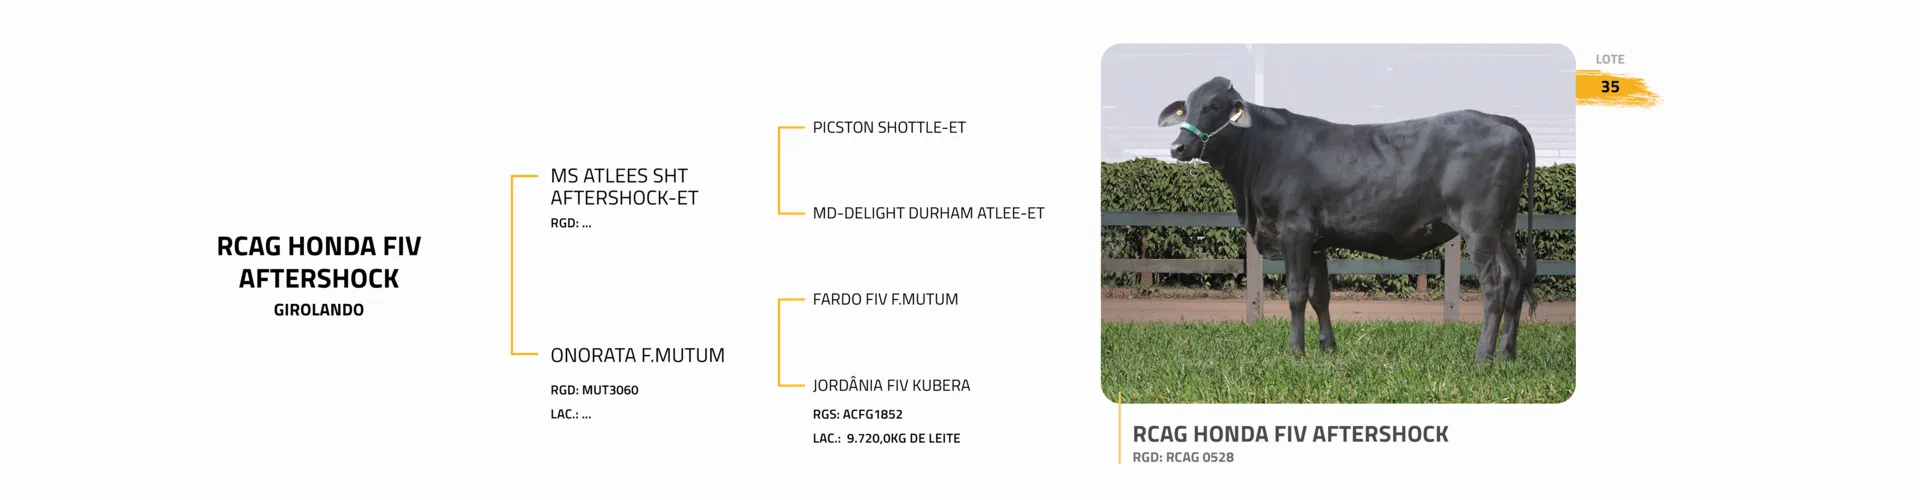 RCAG HONDA FIV
AFTERSHOCK
GIROLANDO
MS ATLEES SHT
AFTERSHOCK-ET
RGD: ...
ONORATA F.MUTUM
RGD: MUT3060
LAC.: ...
PICSTON SHOTTLE-ET
MD-DELIGHT DURHAM ATLEE-ET
FARDO FIV F.MUTUM
JORDÂNIA FIV KUBERA
RGS: ACFG1852
LAC.: 9.720,0KG DE LEITE
LOTE
35
RCAG HONDA FIV AFTERSHOCK
RGD: RCAG 0528